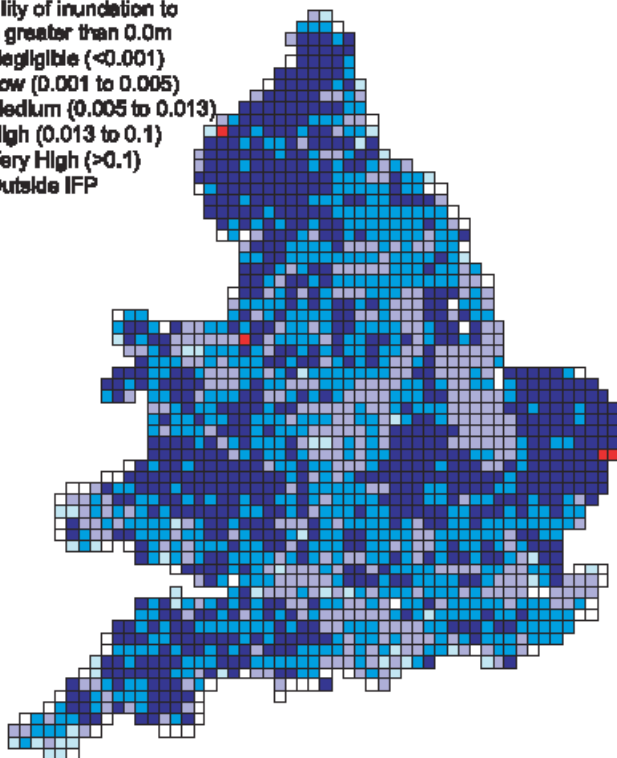 lity of inundation to
greater than 0.0m
egligible (<0.001)
ow (0.001 to 0.005)
ledium (0.005 to 0.013)
igh (0.013 to 0.1)
ery High (>0.1)
utside IFP